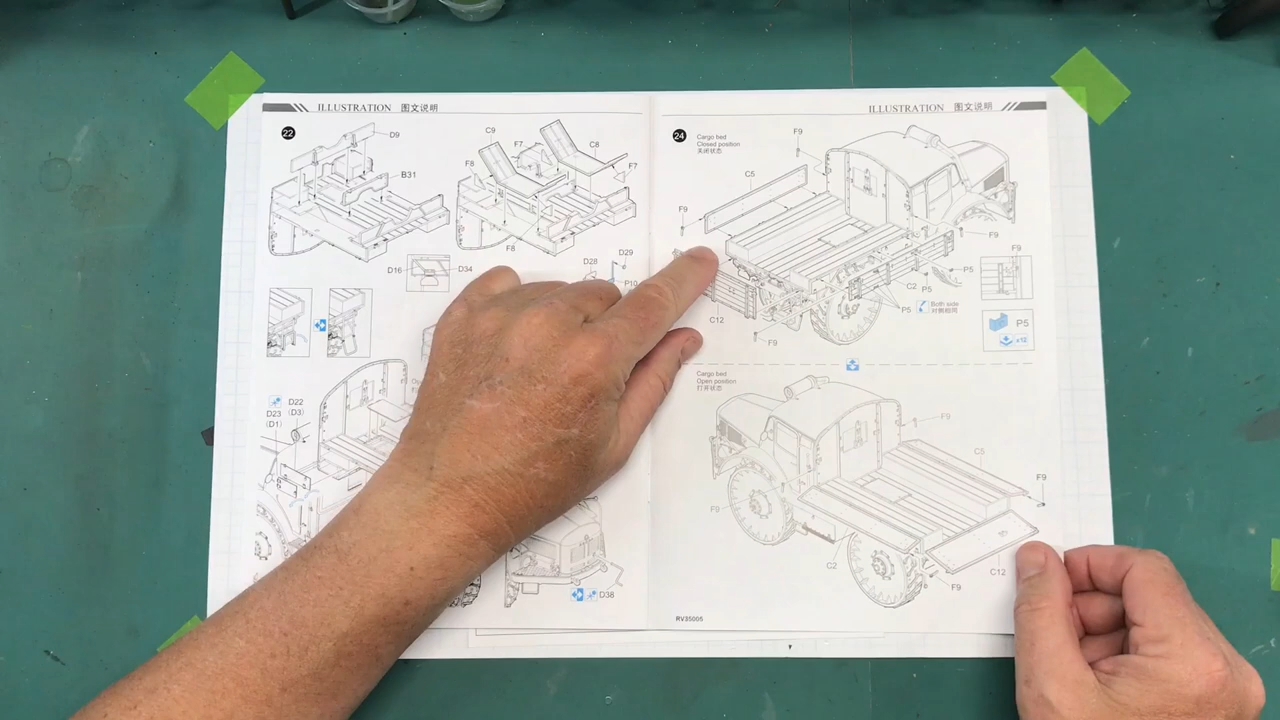 ILLUSTRATION 图文说明
22
D9
B31
C9
F7
C8
F8
F7
F8
D16
D34
D28
D29
P10
D22
(D3)
D23
(D1)
D38
ILLUSTRATION 图文说明
24
Cargo bed
Closed position
关闭状态
F9
C5
F9
F9
F9
P5
C2
P5
P5
Both side
对侧相同
C12
F9
P5
x12
Cargo bed
Open position
打开状态
F9
C5
F9
F9
C2
C12
F9
RV35005